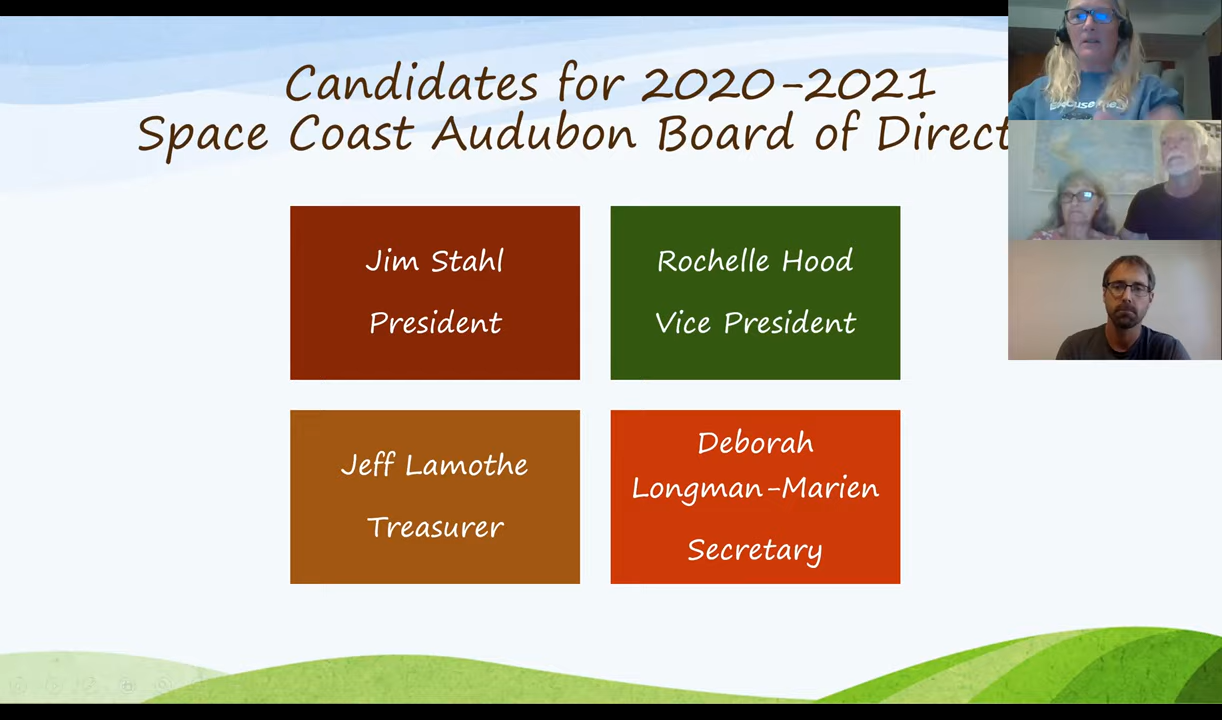 Candidates for 2020-2021
Space Coast Audubon Board of Direct
Jim Stahl
President
Rochelle Hood
Vice President
Jeff Lamothe
Treasurer
Deborah
Longman-Marien
Secretary